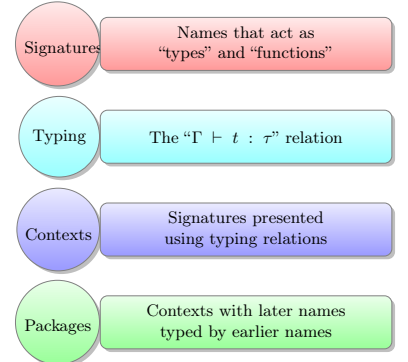 Signatures
Names that act as
“types” and “functions”
Typing
The “Γ ⊢ t : τ” relation
Contexts
Signatures presented
using typing relations
Packages
Contexts with later names
typed by earlier names